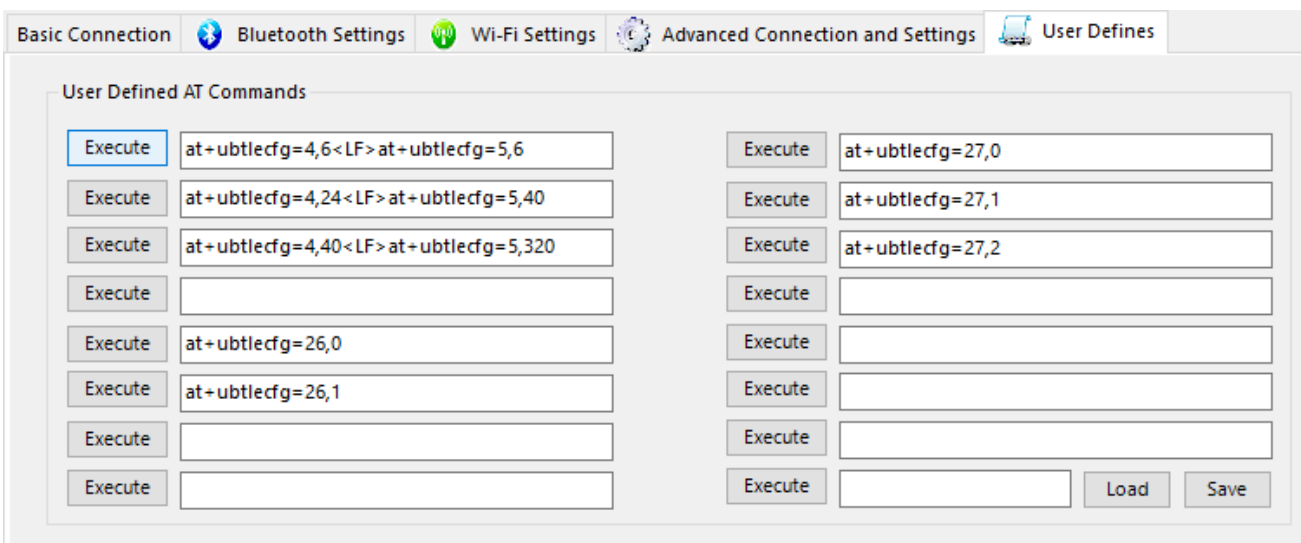 Basic Connection Bluetooth Settings Wi-Fi Settings Advanced Connection and Settings User Defines
User Defined AT Commands
Execute at+ubtlecfg=4,6<LF>at+ubtlecfg=5,6 Execute at+ubtlecfg=27,0
Execute at+ubtlecfg=4,24<LF>at+ubtlecfg=5,40 Execute at+ubtlecfg=27,1
Execute at+ubtlecfg=4,40<LF>at+ubtlecfg=5,320 Execute at+ubtlecfg=27,2
Execute Execute
Execute at+ubtlecfg=26,0 Execute
Execute at+ubtlecfg=26,1 Execute
Execute Execute
Execute Execute Load Save